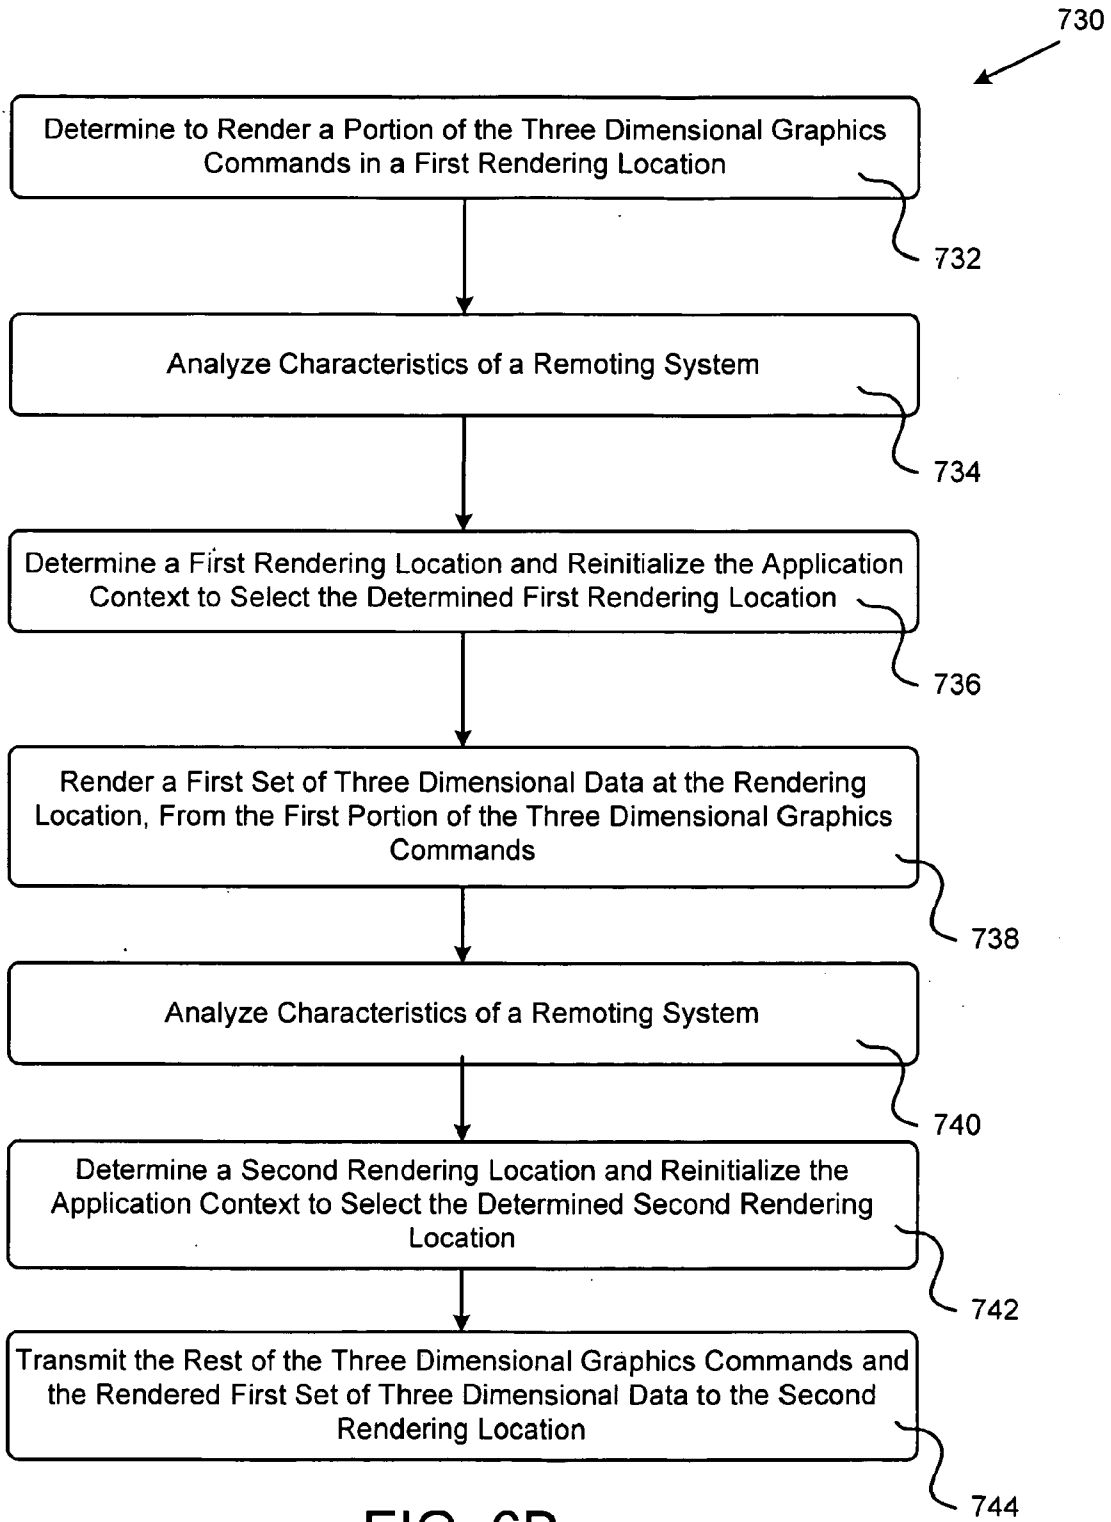 730
Determine to Render a Portion of the Three Dimensional Graphics
Commands in a First Rendering Location
732
Analyze Characteristics of a Remoting System
734
Determine a First Rendering Location and Reinitialize the Application
Context to Select the Determined First Rendering Location
736
Render a First Set of Three Dimensional Data at the Rendering
Location, From the First Portion of the Three Dimensional Graphics
Commands
738
Analyze Characteristics of a Remoting System
740
Determine a Second Rendering Location and Reinitialize the
Application Context to Select the Determined Second Rendering
Location
742
Transmit the Rest of the Three Dimensional Graphics Commands and
the Rendered First Set of Three Dimensional Data to the Second
Rendering Location
744